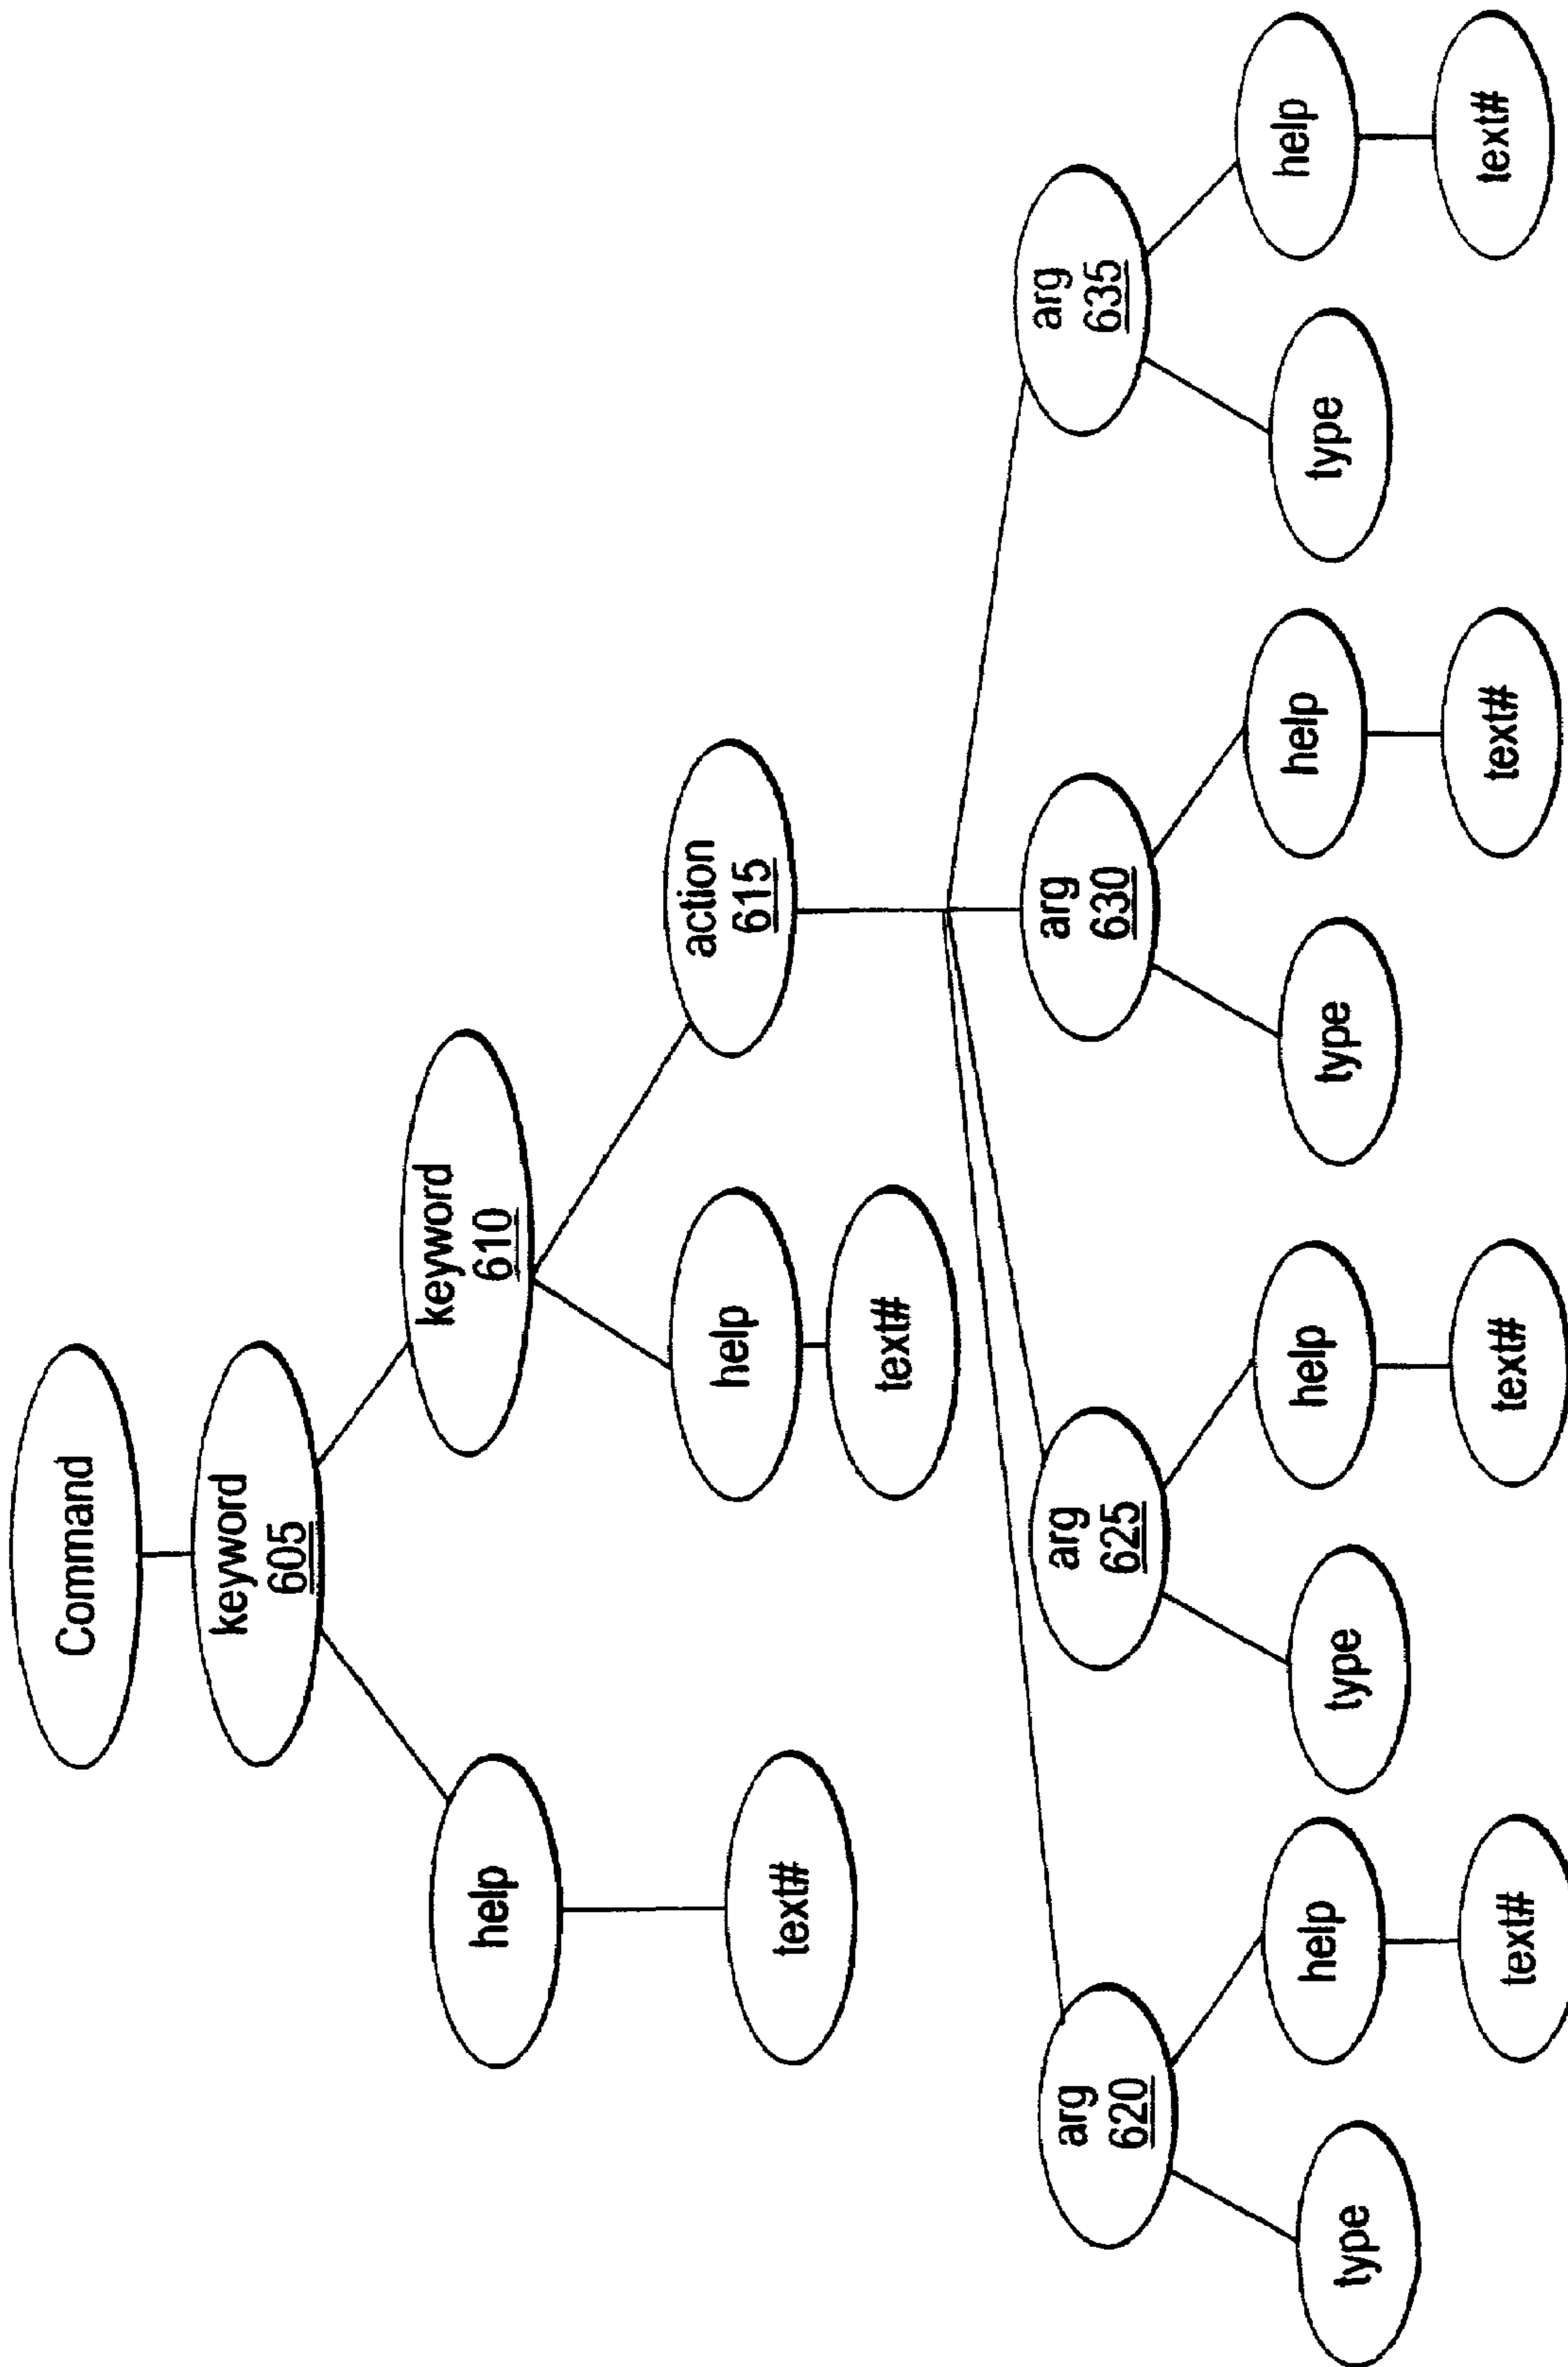 Command
keyword
605
help
keyword
610
text#
help
action
615
text#
arg
620
arg
625
arg
630
arg
635
type
help
type
help
type
help
type
help
text#
text#
text#
text#